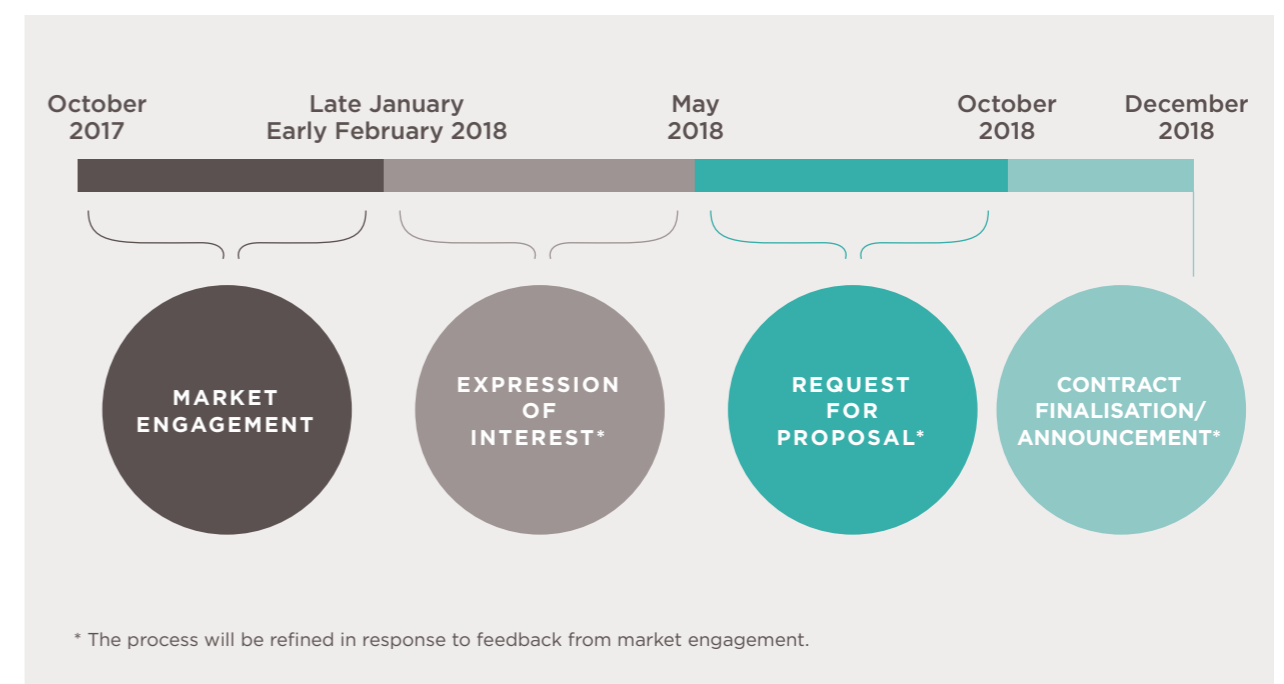 October
2017
Late January
Early February 2018
May
2018
October
2018
December
2018
MARKET
ENGAGEMENT
EXPRESSION
OF
INTEREST*
REQUEST
FOR
PROPOSAL*
CONTRACT
FINALISATION/
ANNOUNCEMENT*
* The process will be refined in response to feedback from market engagement.